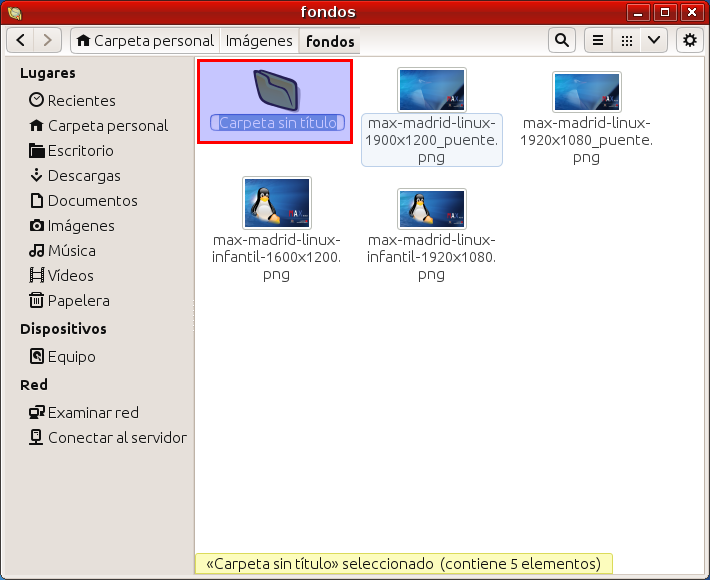 fondos
Carpeta personal Imágenes fondos
Lugares
Recientes
Carpeta personal
Escritorio
Descargas
Documentos
Imágenes
Música
Vídeos
Papelera
Dispositivos
Equipo
Red
Examinar red
Conectar al servidor
Carpeta sin título
max-madrid-linux-
1900x1200_puente.
png
max-madrid-linux-
1920x1080_puente.
png
max-madrid-linux-
infantil-1600x1200.
png
max-madrid-linux-
infantil-1920x1080.
png
«Carpeta sin título» seleccionado (contiene 5 elementos)